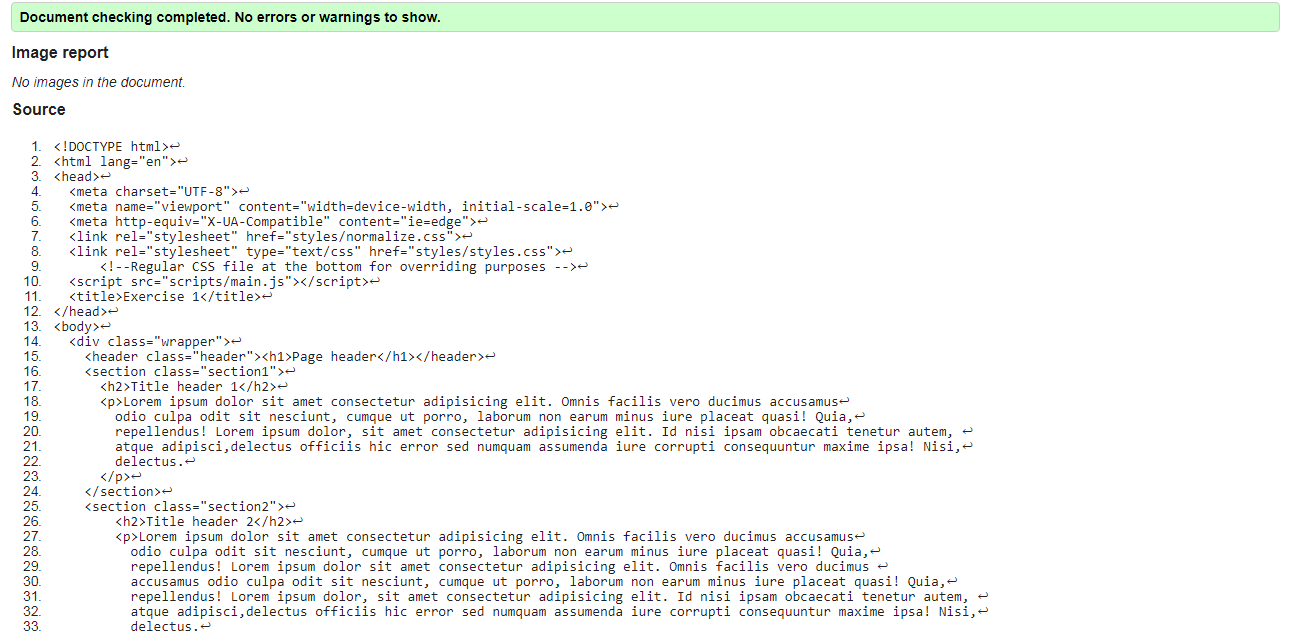 Document checking completed. No errors or warnings to show.
Image report
No images in the document.
Source
1. <!DOCTYPE html>↩
2. <html lang="en">↩
3. <head>↩
4.   <meta charset="UTF-8">↩
5.   <meta name="viewport" content="width=device-width, initial-scale=1.0">↩
6.   <meta http-equiv="X-UA-Compatible" content="ie=edge">↩
7.   <link rel="stylesheet" href="styles/normalize.css">↩
8.   <link rel="stylesheet" type="text/css" href="styles/styles.css">↩
9.       <!--Regular CSS file at the bottom for overriding purposes -->↩
10.   <script src="scripts/main.js"></script>↩
11.   <title>Exercise 1</title>↩
12. </head>↩
13. <body>↩
14.   <div class="wrapper">↩
15.     <header class="header"><h1>Page header</h1></header>↩
16.     <section class="section1">↩
17.       <h2>Title header 1</h2>↩
18.       <p>Lorem ipsum dolor sit amet consectetur adipisicing elit. Omnis facilis vero ducimus accusamus↩
19.         odio culpa odit sit nesciunt, cumque ut porro, laborum non earum minus iure placeat quasi! Quia,↩
20.         repellendus! Lorem ipsum dolor, sit amet consectetur adipisicing elit. Id nisi ipsam obcaecati tenetur autem, ↩
21.         atque adipisci,delectus officiis hic error sed numquam assumenda iure corrupti consequuntur maxime ipsa! Nisi,↩
22.         delectus.↩
23.       </p>↩
24.     </section>↩
25.     <section class="section2">↩
26.         <h2>Title header 2</h2>↩
27.         <p>Lorem ipsum dolor sit amet consectetur adipisicing elit. Omnis facilis vero ducimus accusamus↩
28.           odio culpa odit sit nesciunt, cumque ut porro, laborum non earum minus iure placeat quasi! Quia,↩
29.           repellendus! Lorem ipsum dolor sit amet consectetur adipisicing elit. Omnis facilis vero ducimus ↩
30.           accusamus odio culpa odit sit nesciunt, cumque ut porro, laborum non earum minus iure placeat quasi! Quia,↩
31.           repellendus! Lorem ipsum dolor, sit amet consectetur adipisicing elit. Id nisi ipsam obcaecati tenetur autem, ↩
32.           atque adipisci,delectus officiis hic error sed numquam assumenda iure corrupti consequuntur maxime ipsa! Nisi,↩
33.           delectus.↩